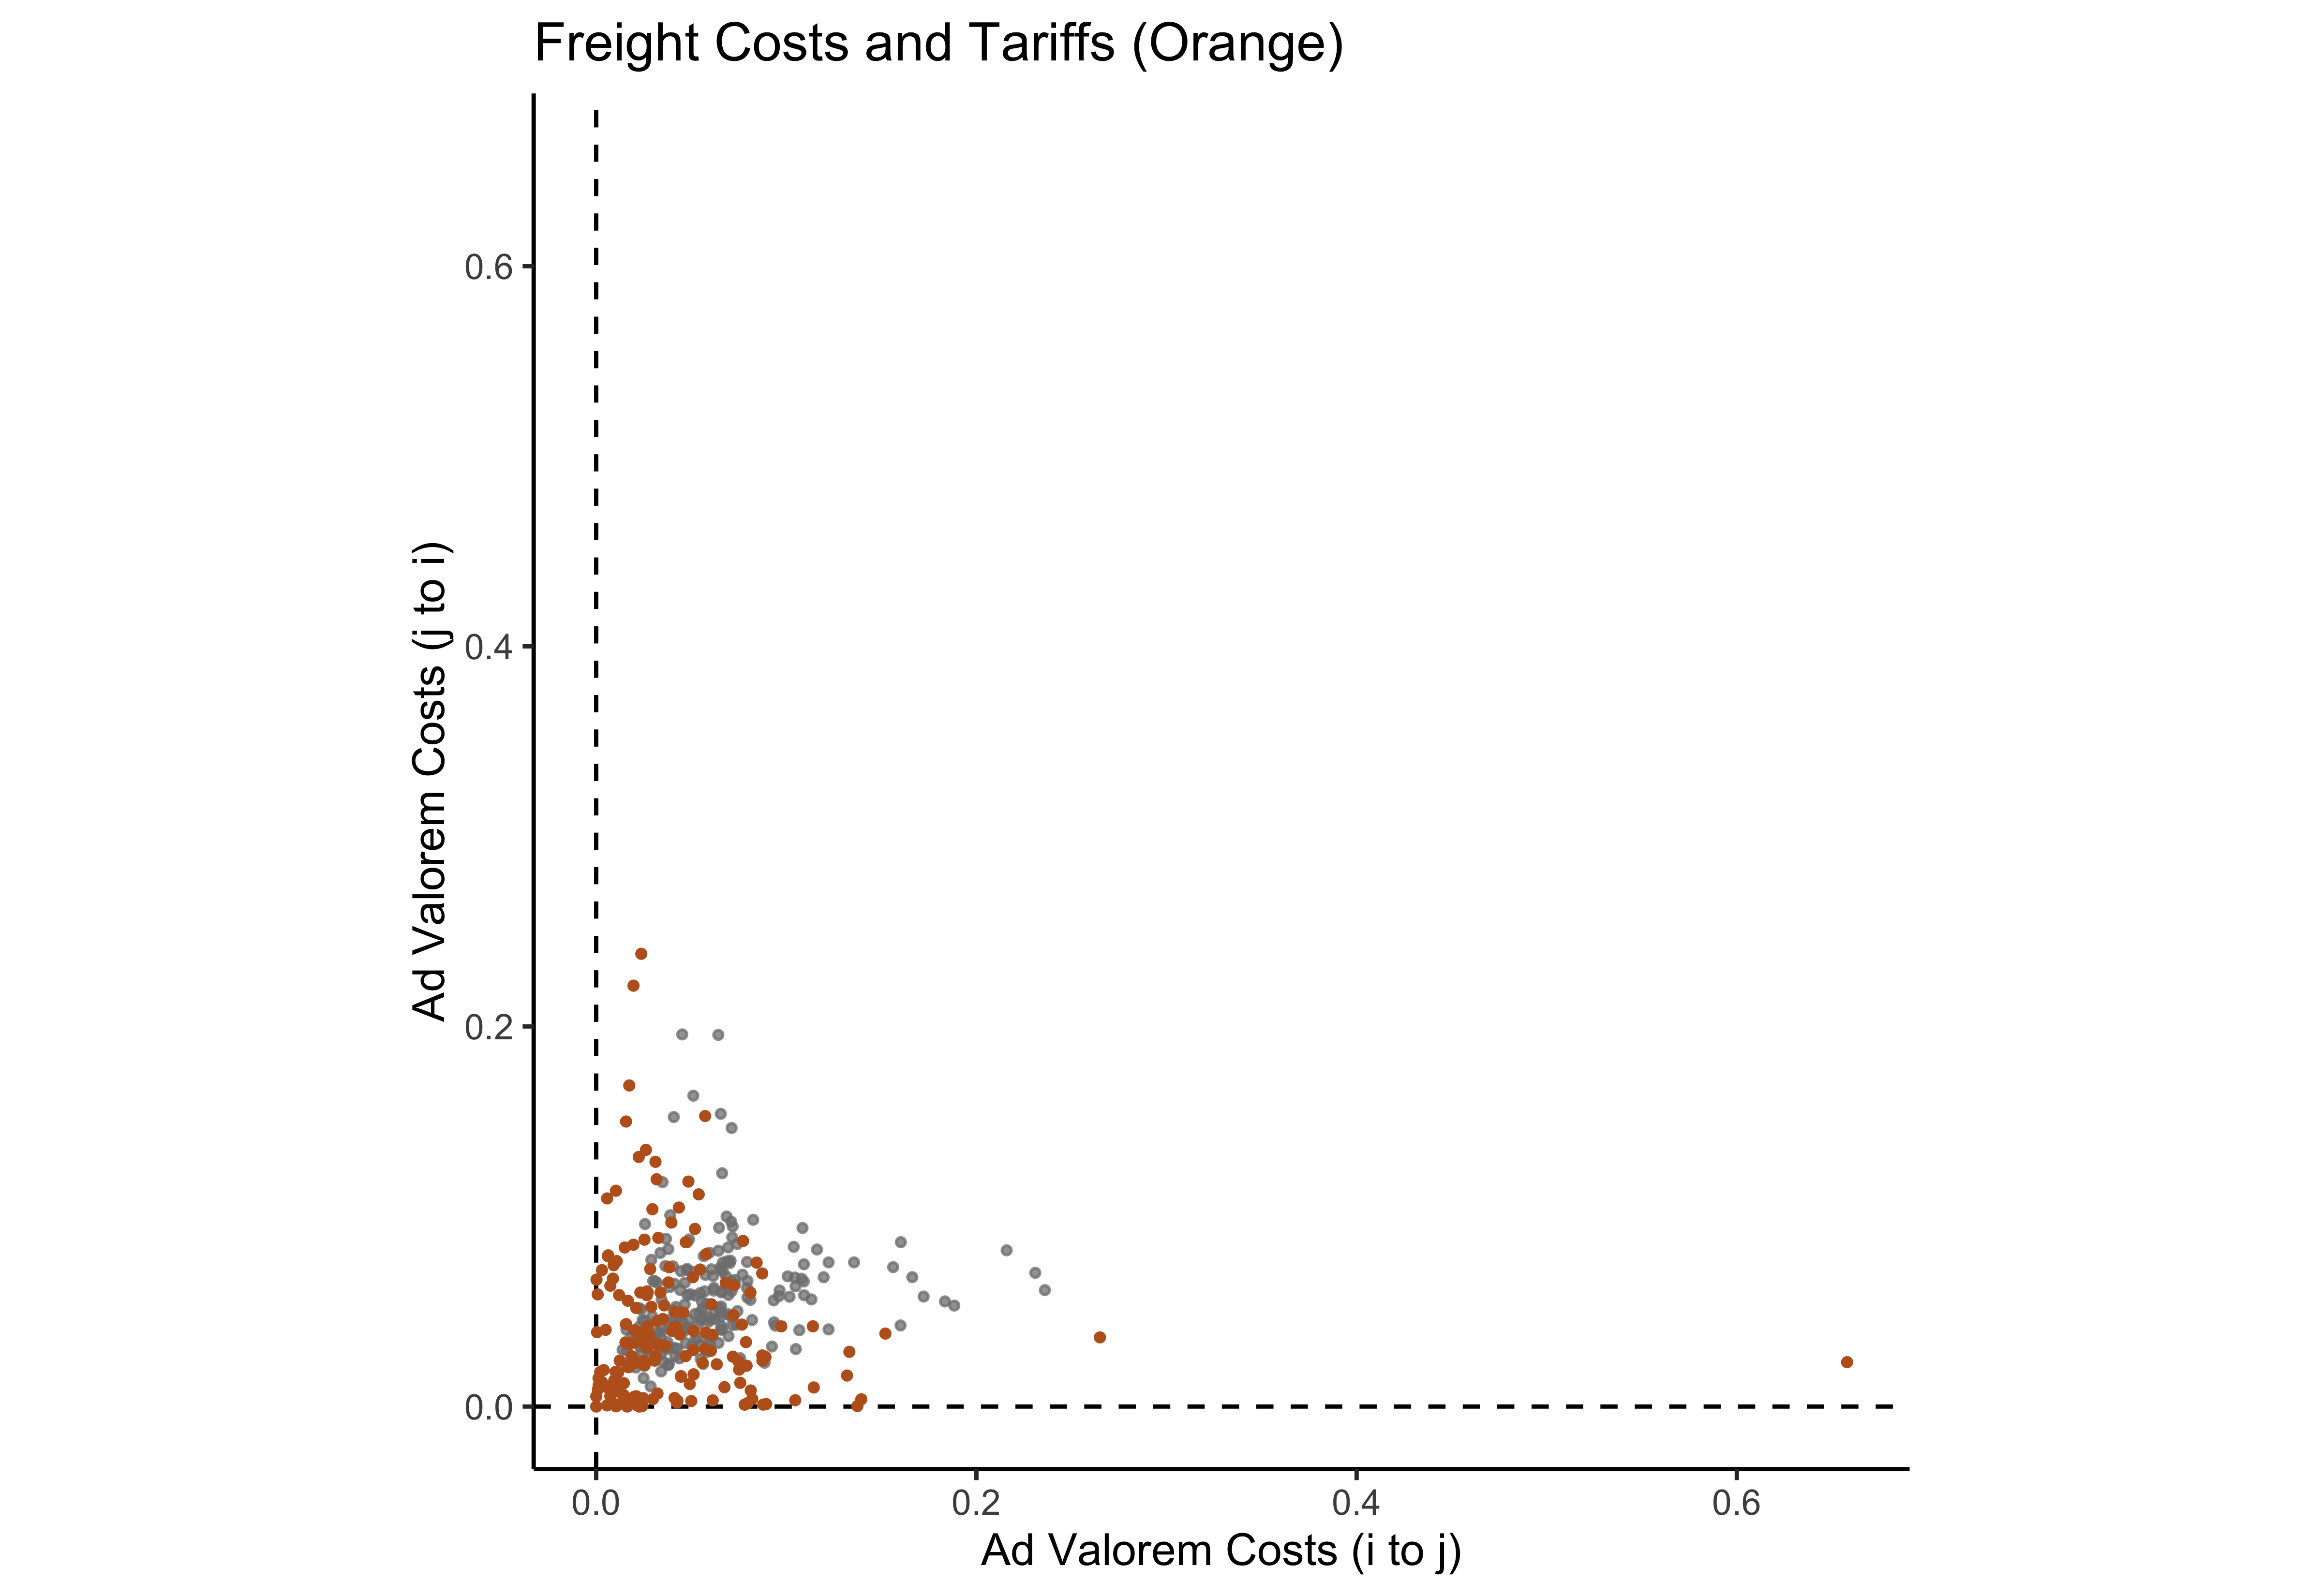 Freight Costs and Tariffs (Orange)
Ad Valorem Costs (j to i)
0.6
0.4
0.2
0.0
0.0 0.2 0.4 0.6
Ad Valorem Costs (i to j)